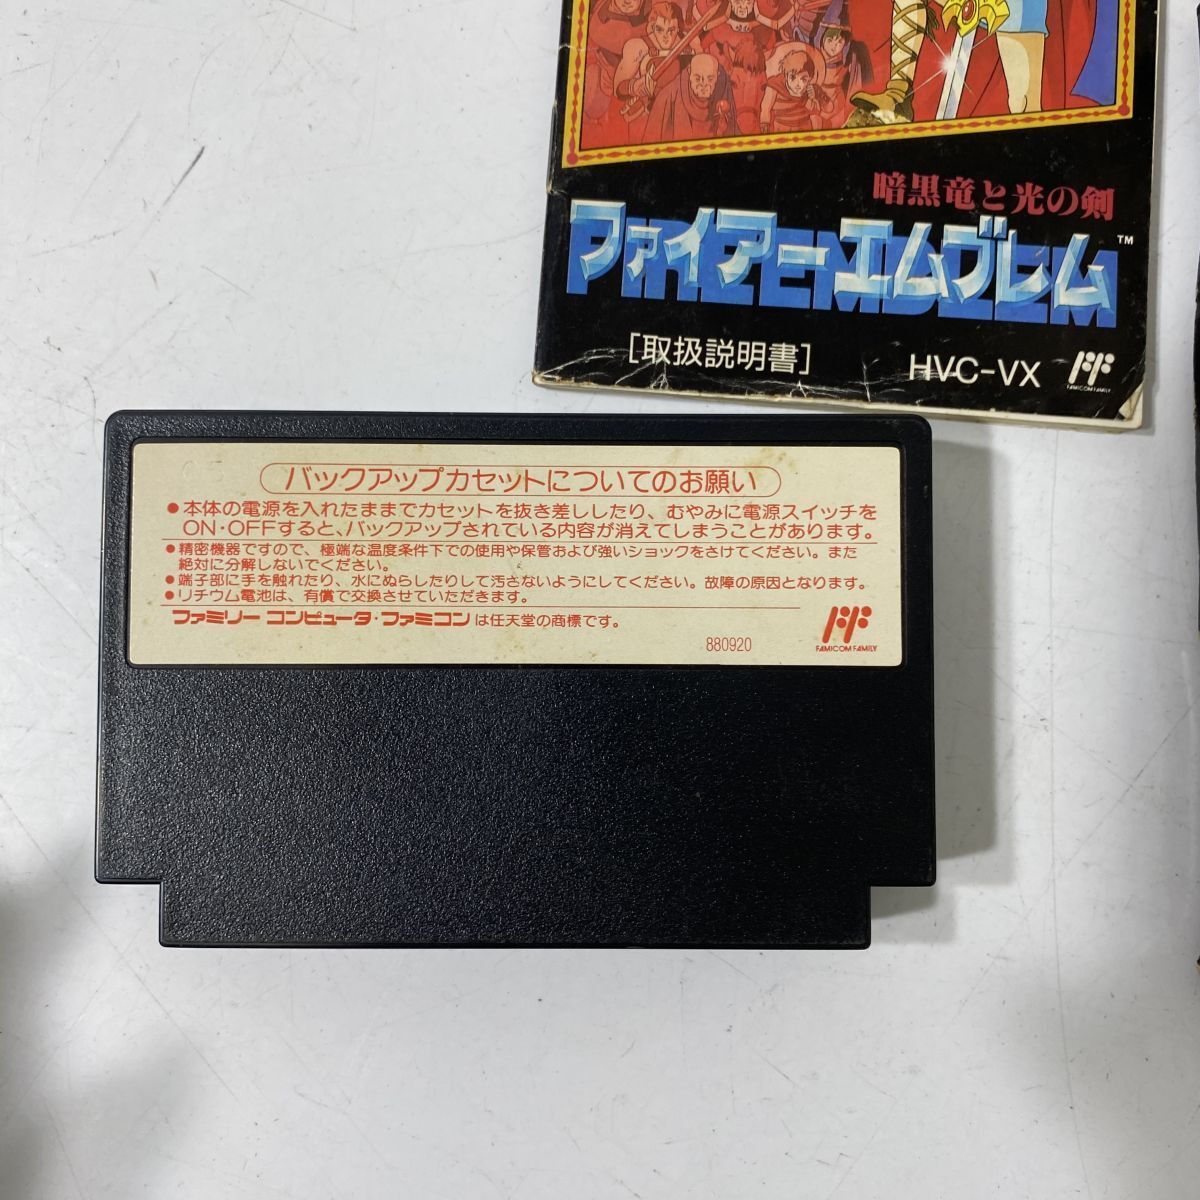 暗黒竜と光の剣
ファイアーエムブレム™
FIRE EMBLEM
[取扱説明書]
HVC-VX
FF
FAMICOM FAMILY
バックアップカセットについてのお願い
●本体の電源を入れたままでカセットを抜き差ししたり、むやみに電源スイッチを
ON・OFFすると、バックアップされている内容が消えてしまうことがあります。
●精密機器ですので、極端な温度条件下での使用や保管および強いショックをさけてください。また
絶対に分解しないでください。
●端子部に手を触れたり、水にぬらしたりして汚さないようにしてください。故障の原因となります。
●リチウム電池は、有償で交換させていただきます。
ファミリーコンピュータ・ファミコンは任天堂の商標です。
880920
FF
FAMICOM FAMILY